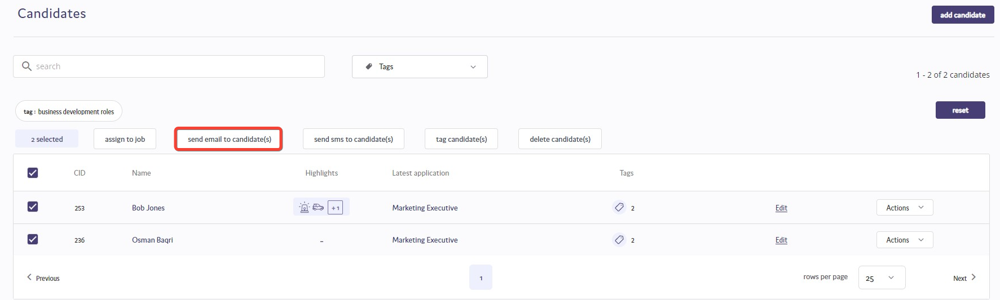 Candidates
add candidate
search
Tags
1 - 2 of 2 candidates
tag : business development roles
reset
2 selected
assign to job
send email to candidate(s)
send sms to candidate(s)
tag candidate(s)
delete candidate(s)
CID Name Highlights Latest application Tags
253 Bob Jones +1 Marketing Executive 2 Edit Actions
236 Osman Baqri - Marketing Executive 2 Edit Actions
Previous 1 rows per page 25 Next